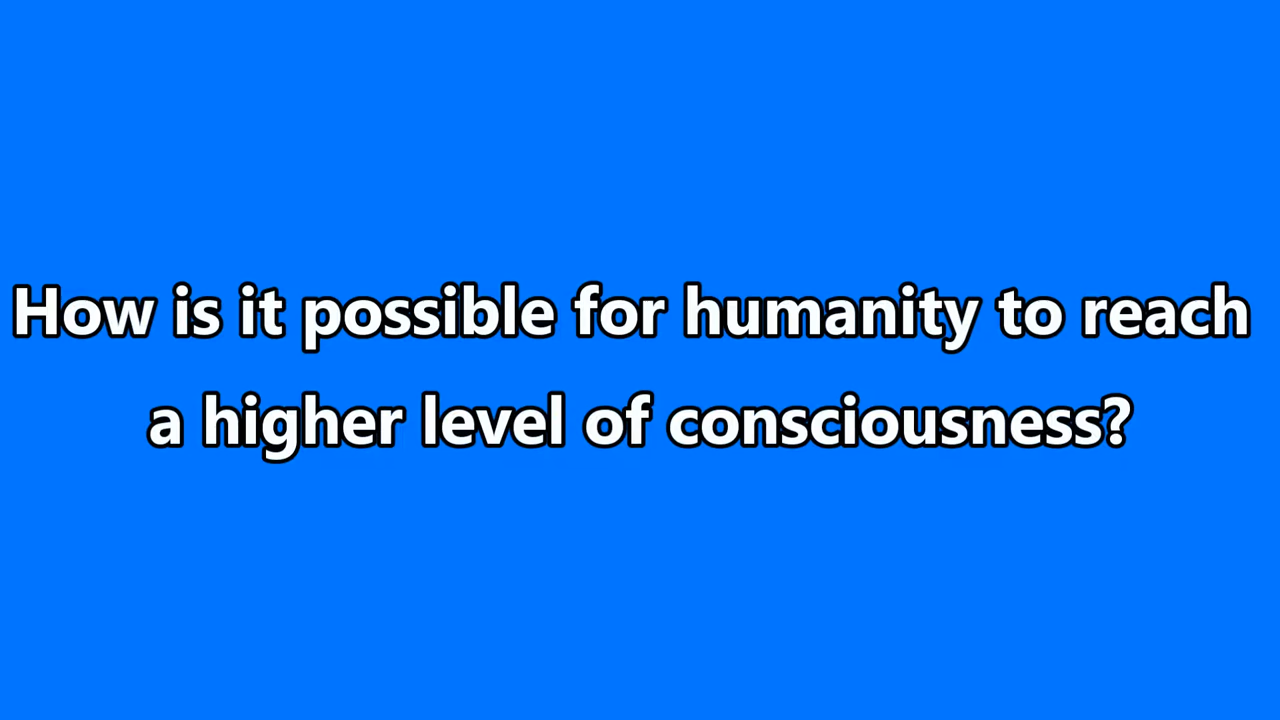 How is it possible for humanity to reach
a higher level of consciousness?